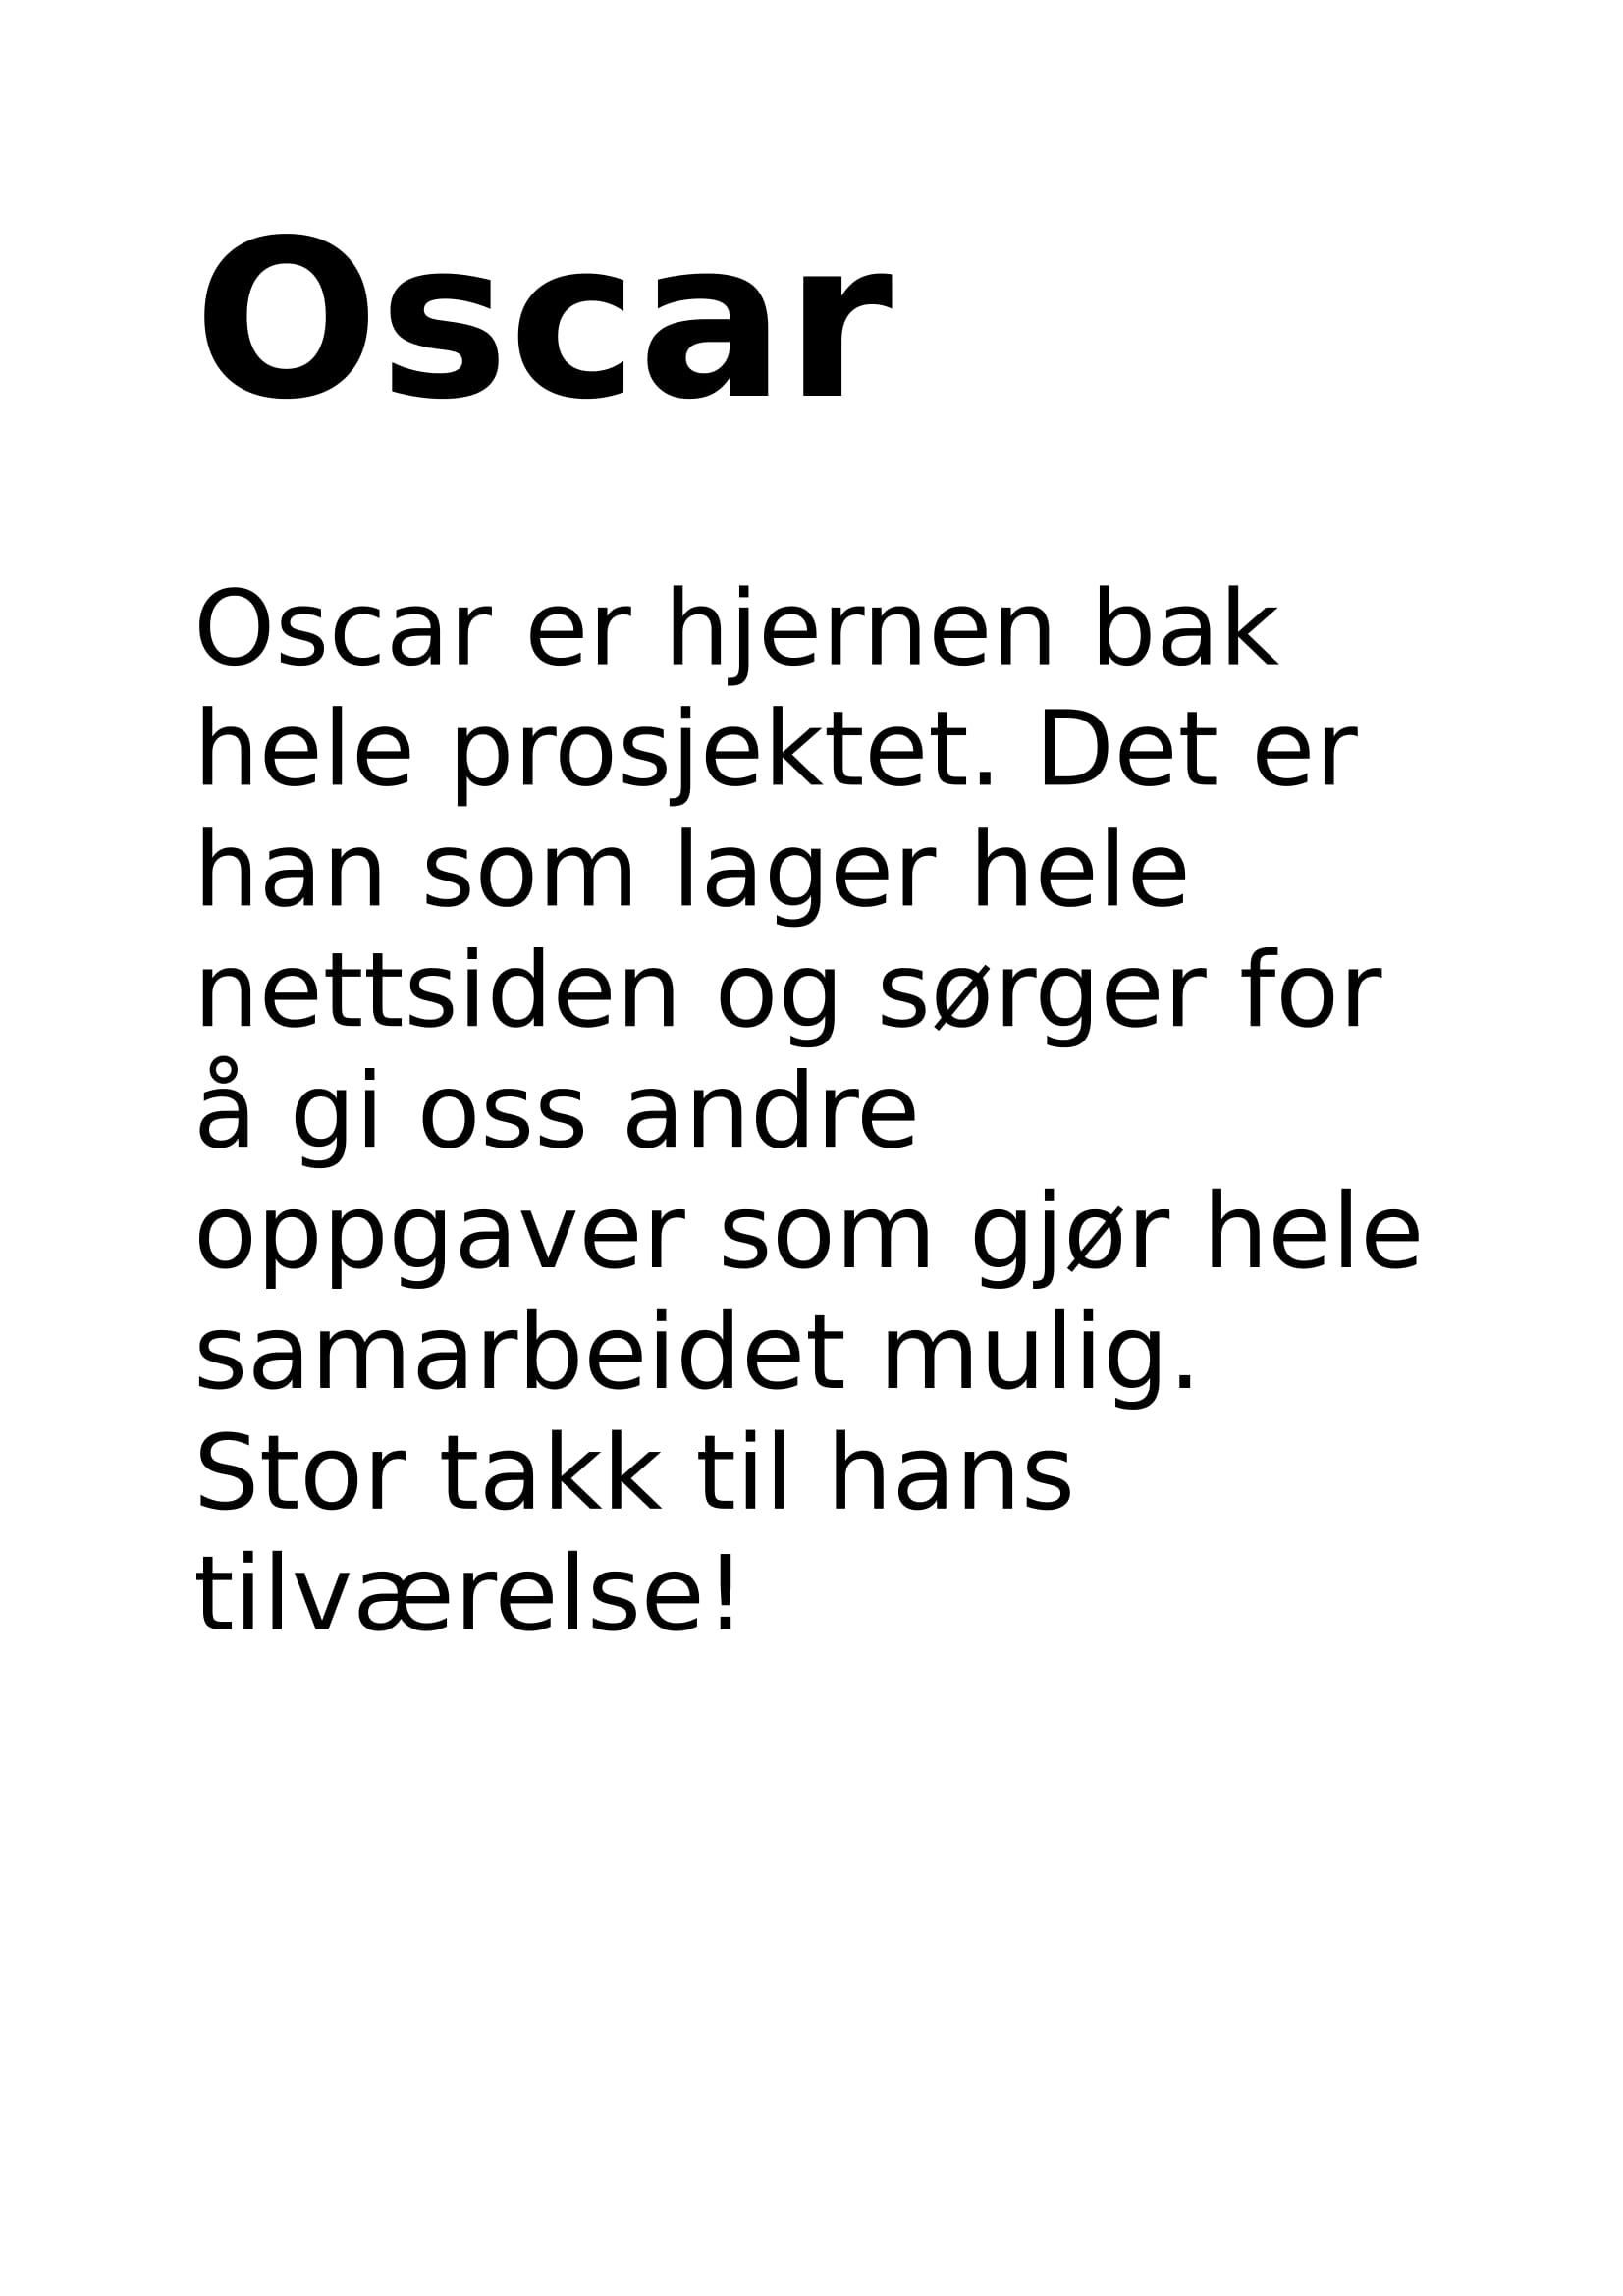 Oscar
Oscar er hjernen bak
hele prosjektet. Det er
han som lager hele
nettsiden og sørger for
å gi oss andre
oppgaver som gjør hele
samarbeidet mulig.
Stor takk til hans
tilværelse!